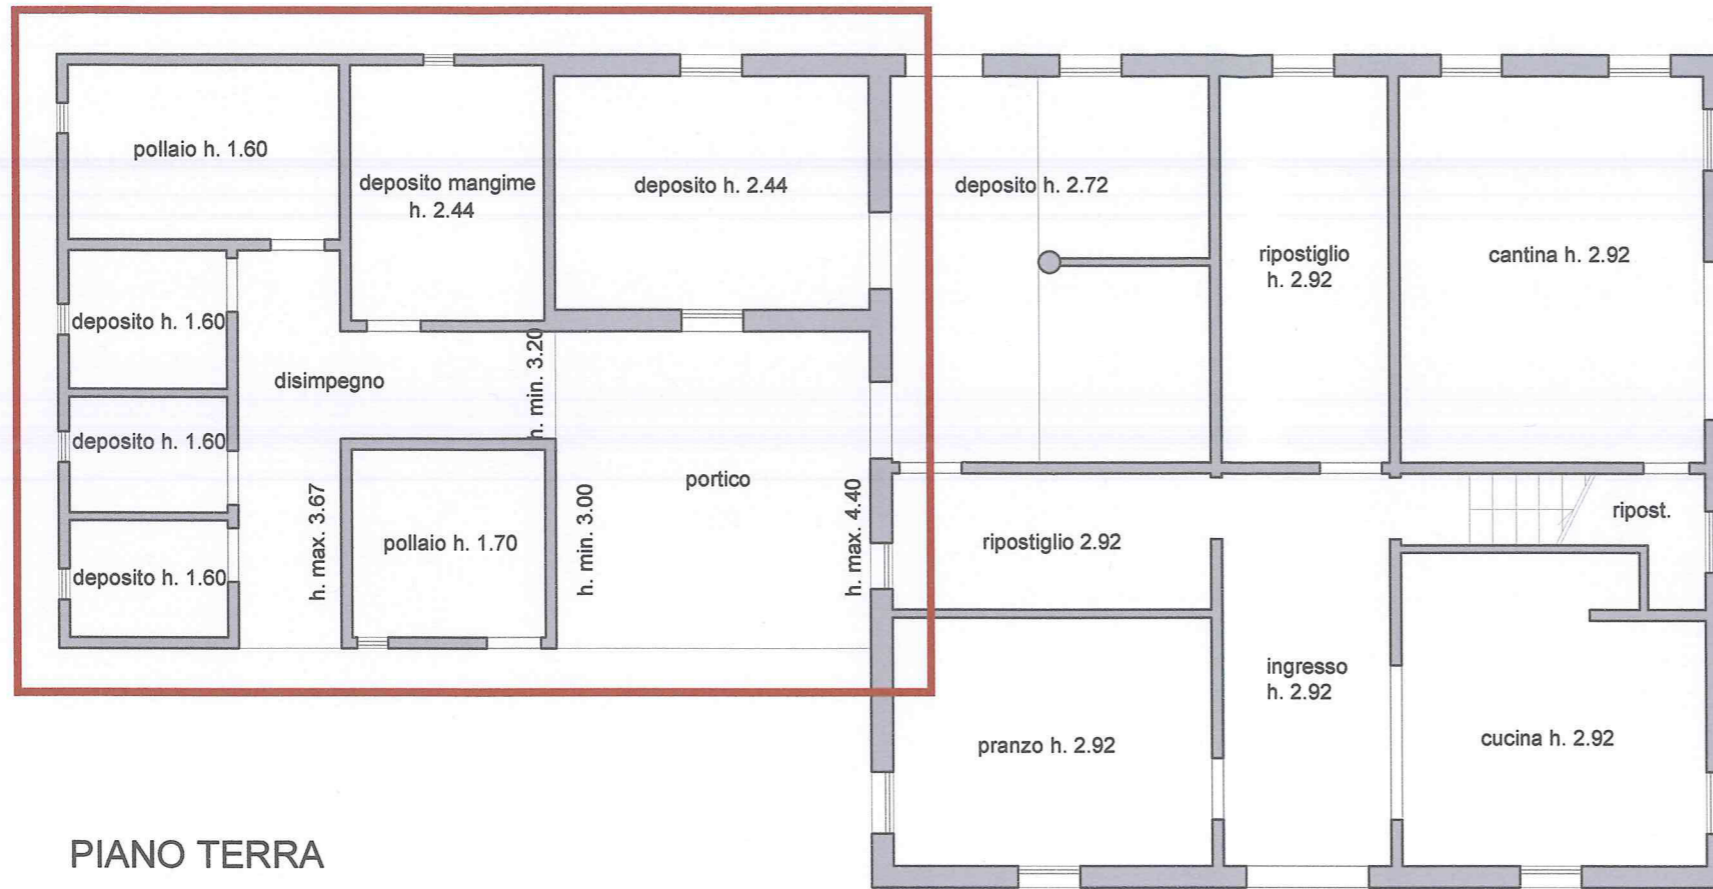 pollaio h. 1.60
deposito mangime
h. 2.44
deposito h. 2.44
deposito h. 2.72
ripostiglio
h. 2.92
cantina h. 2.92
deposito h. 1.60
disimpegno
h. min. 3.20
deposito h. 1.60
portico
h. max. 3.67
pollaio h. 1.70
h. min. 3.00
h. max. 4.40
ripostiglio 2.92
ripost.
deposito h. 1.60
ingresso
h. 2.92
pranzo h. 2.92
cucina h. 2.92
PIANO TERRA